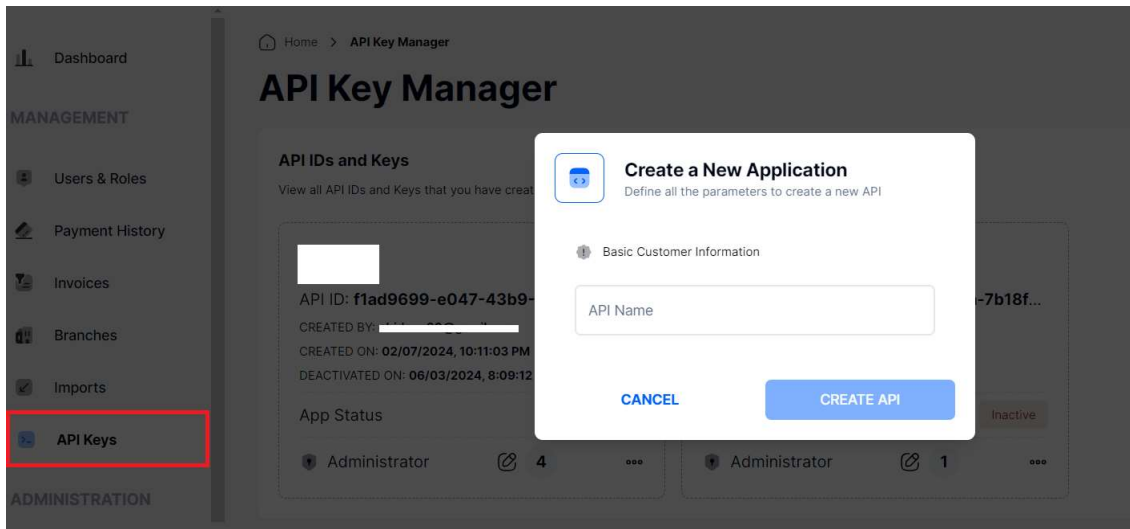 Dashboard
MANAGEMENT
Users & Roles
Payment History
Invoices
Branches
Imports
API Keys
ADMINISTRATION
Home > API Key Manager
API Key Manager
API IDs and Keys
View all API IDs and Keys that you have creat
API ID: f1ad9699-e047-43b9-
CREATED BY:
CREATED ON: 02/07/2024, 10:11:03 PM
DEACTIVATED ON: 06/03/2024, 8:09:12
App Status
Administrator 4
-7b18f...
Inactive
Administrator 1
Create a New Application
Define all the parameters to create a new API
Basic Customer Information
API Name
CANCEL CREATE API